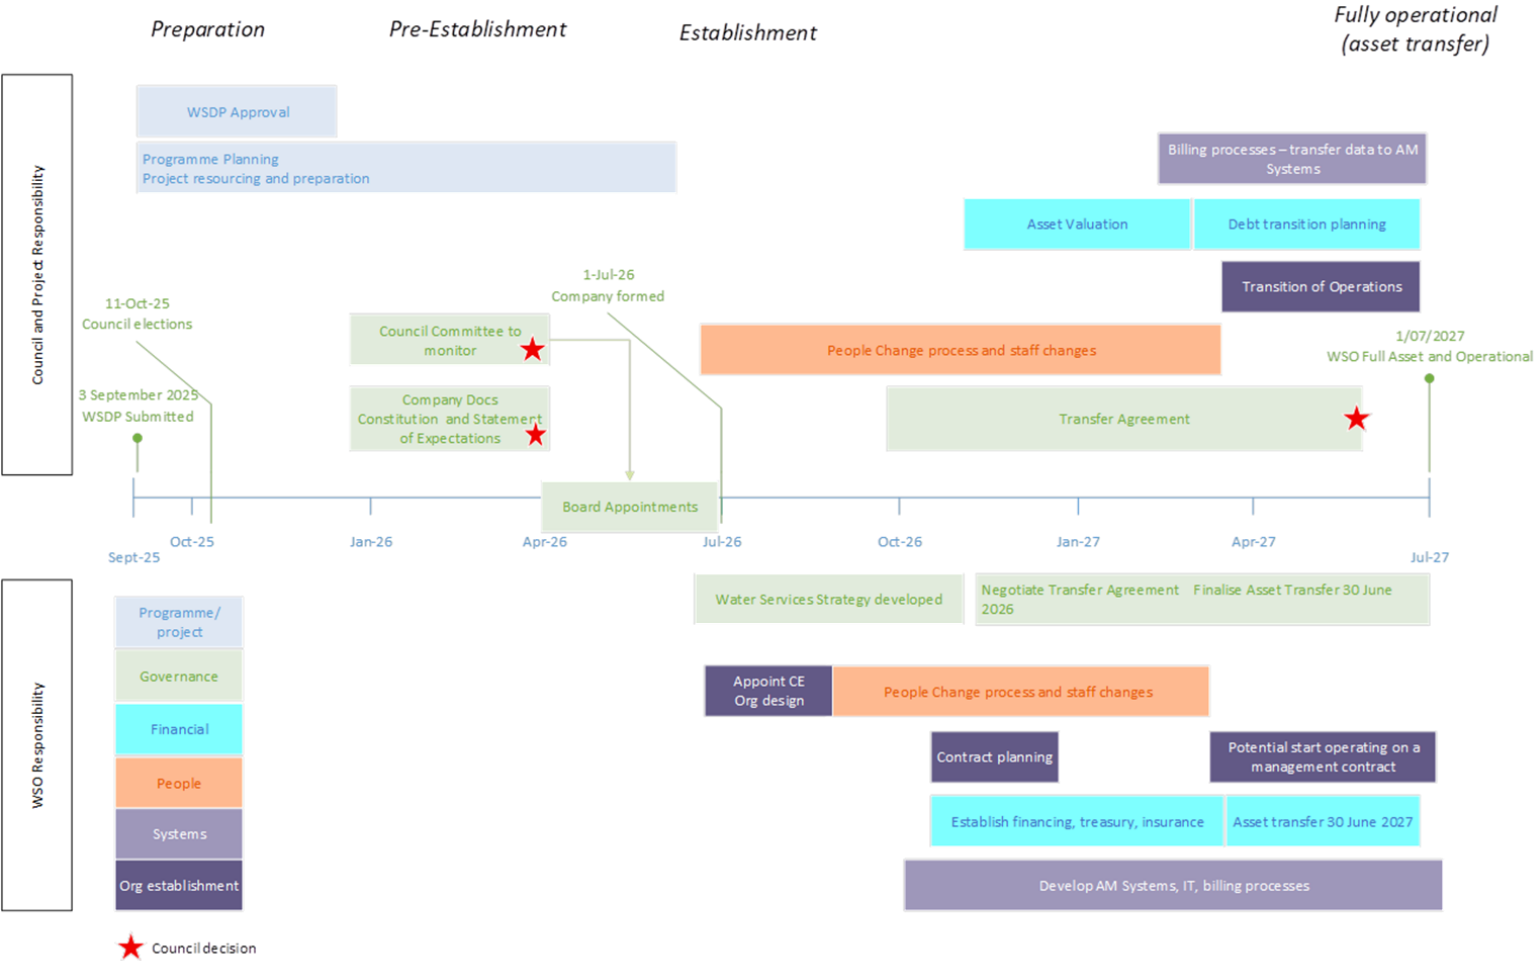 Preparation
Pre-Establishment
Establishment
Fully operational
(asset transfer)
Council and Project Responsibility
WSDP Approval
Programme Planning
Project resourcing and preparation
Billing processes – transfer data to AM
Systems
Asset Valuation
Debt transition planning
Transition of Operations
1-Jul-26
Company formed
11-Oct-25
Council elections
Council Committee to
monitor
People Change process and staff changes
1/07/2027
WSO Full Asset and Operational
3 September 2025
WSDP Submitted
Company Docs
Constitution and Statement
of Expectations
Transfer Agreement
Board Appointments
Sept-25
Oct-25
Jan-26
Apr-26
Jul-26
Oct-26
Jan-27
Apr-27
Jul-27
WSO Responsibility
Water Services Strategy developed
Negotiate Transfer Agreement Finalise Asset Transfer 30 June
2026
Programme/
project
Governance
Financial
People
Systems
Org establishment
Appoint CE
Org design
People Change process and staff changes
Contract planning
Potential start operating on a
management contract
Establish financing, treasury, insurance
Asset transfer 30 June 2027
Develop AM Systems, IT, billing processes
Council decision